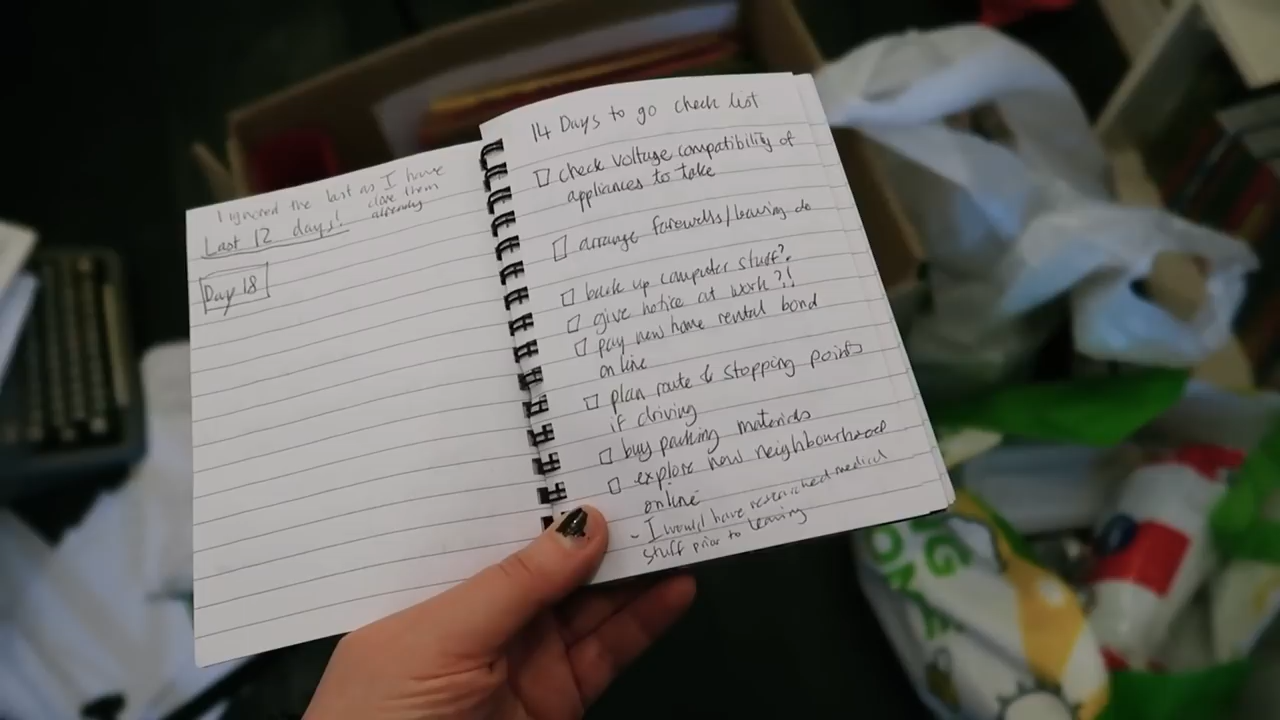 I ignored the last as I have
done them
already
Last 12 days!
Day 18
14 Days to go check list
check voltage compatibility of
appliances to take
arrange farewells/leaving do
back up computer stuff?
give notice at work?!
pay new home rental bond
online
plan route & stopping points
if driving
buy packing materials
explore new neighbourhood
online
- I would have researched medical
stuff prior to leaving